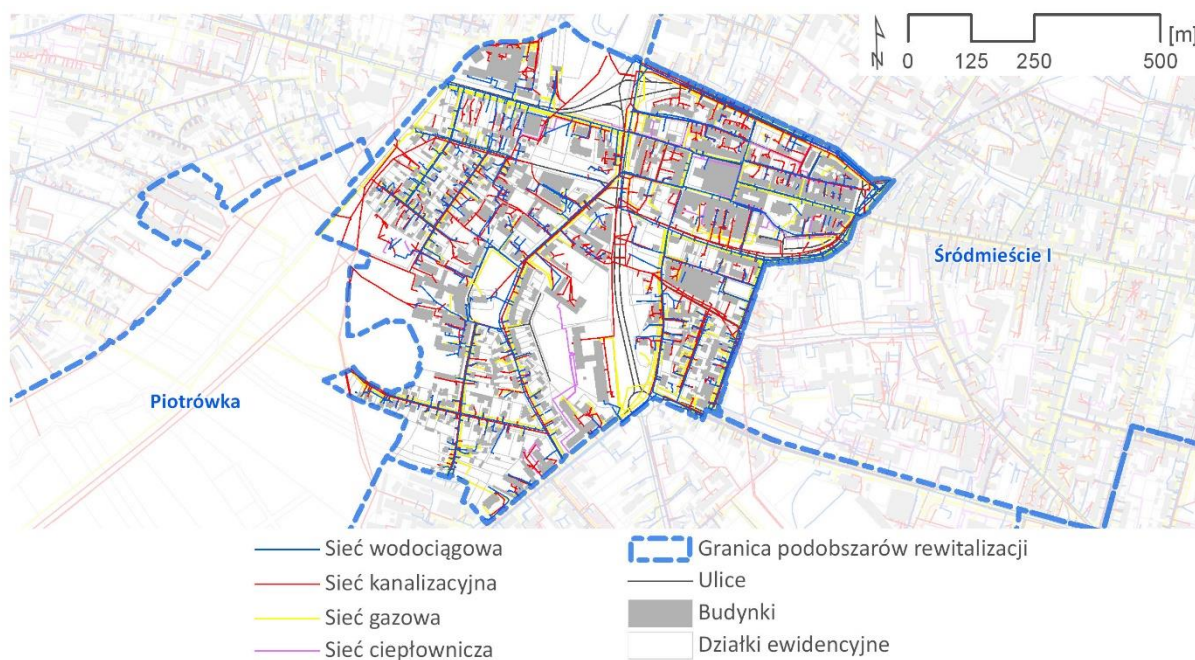 N
[m]
0 125 250 500
Śródmieście I
Piotrówka
Sieć wodociągowa
Sieć kanalizacyjna
Sieć gazowa
Sieć ciepłownicza
Granica podobszarów rewitalizacji
Ulice
Budynki
Działki ewidencyjne